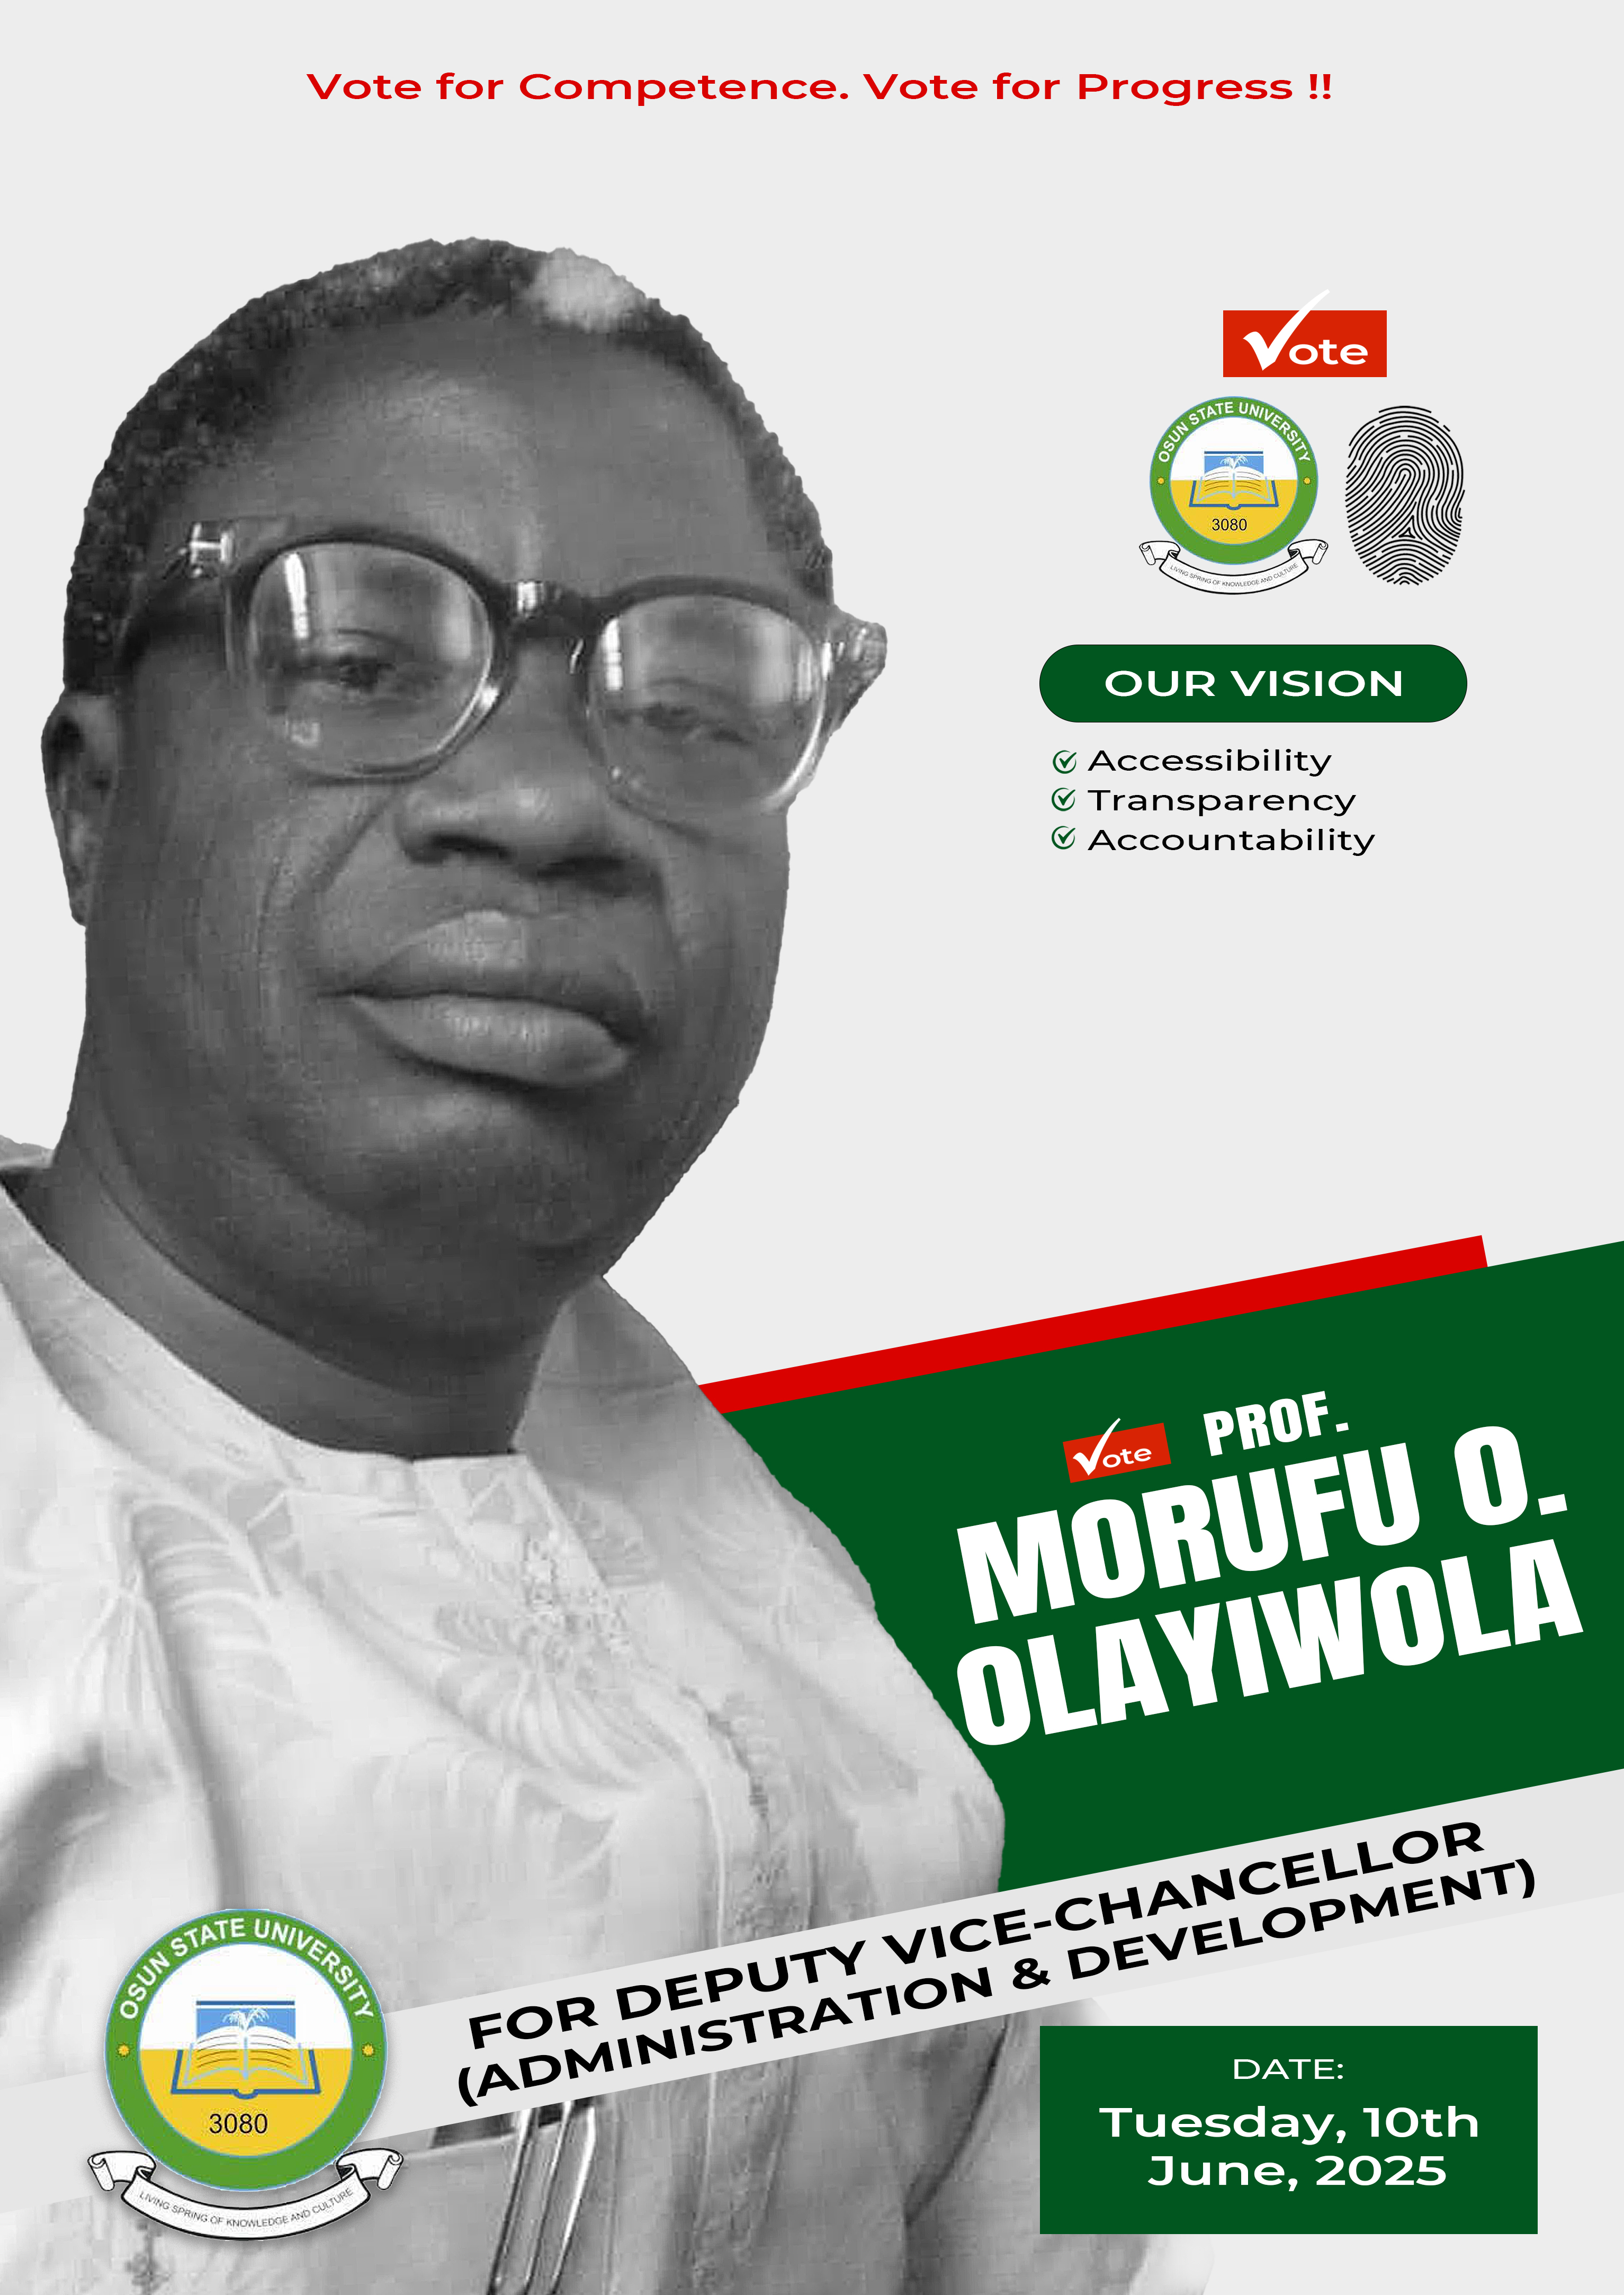 Vote for Competence. Vote for Progress !!
Vote
OSUN STATE UNIVERSITY
3080
LIVING SPRING OF KNOWLEDGE AND CULTURE
OUR VISION
Accessibility
Transparency
Accountability
Vote PROF.
MORUFU O.
OLAYIWOLA
FOR DEPUTY VICE-CHANCELLOR
(ADMINISTRATION & DEVELOPMENT)
OSUN STATE UNIVERSITY
3080
LIVING SPRING OF KNOWLEDGE AND CULTURE
DATE:
Tuesday, 10th
June, 2025